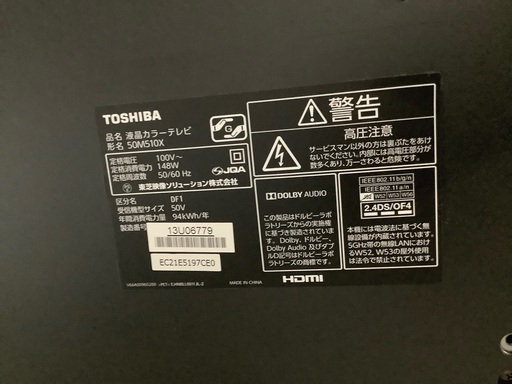 TOSHIBA
品名 液晶カラーテレビ
形名 50M510X
定格電圧 100V～
定格消費電力 148W
定格周波数 50/60 Hz
JQA
東芝映像ソリューション株式会社
区分名 DF1
受信機型サイズ 50V
年間消費電力量 94kWh/年
製造番号
13U06779
EC21E5197CE0
MADE IN CHINA
警告
高圧注意
サービスマン以外の方は裏ぶたをあけないでください。内部には高電圧部分が数多くあり、万一さわると危険です。
DOLBY AUDIO
この製品はドルビーラボ
ラトリーズからの実施権に
基づき製造されています。
Dolby、ドルビー、
Dolby Audio 及びダブル
D記号はドルビーラボラト
リーズの商標です。
HDMI
IEEE802.11b/g/n
IEEE802.11a/n
W52 W53 W56
2.4DS/OF4
本機には電波法に基づく無
線設備が内蔵されています。
5GHz帯の無線LANにおけ
るW52、W53の屋外使用
は法令で禁止されています。